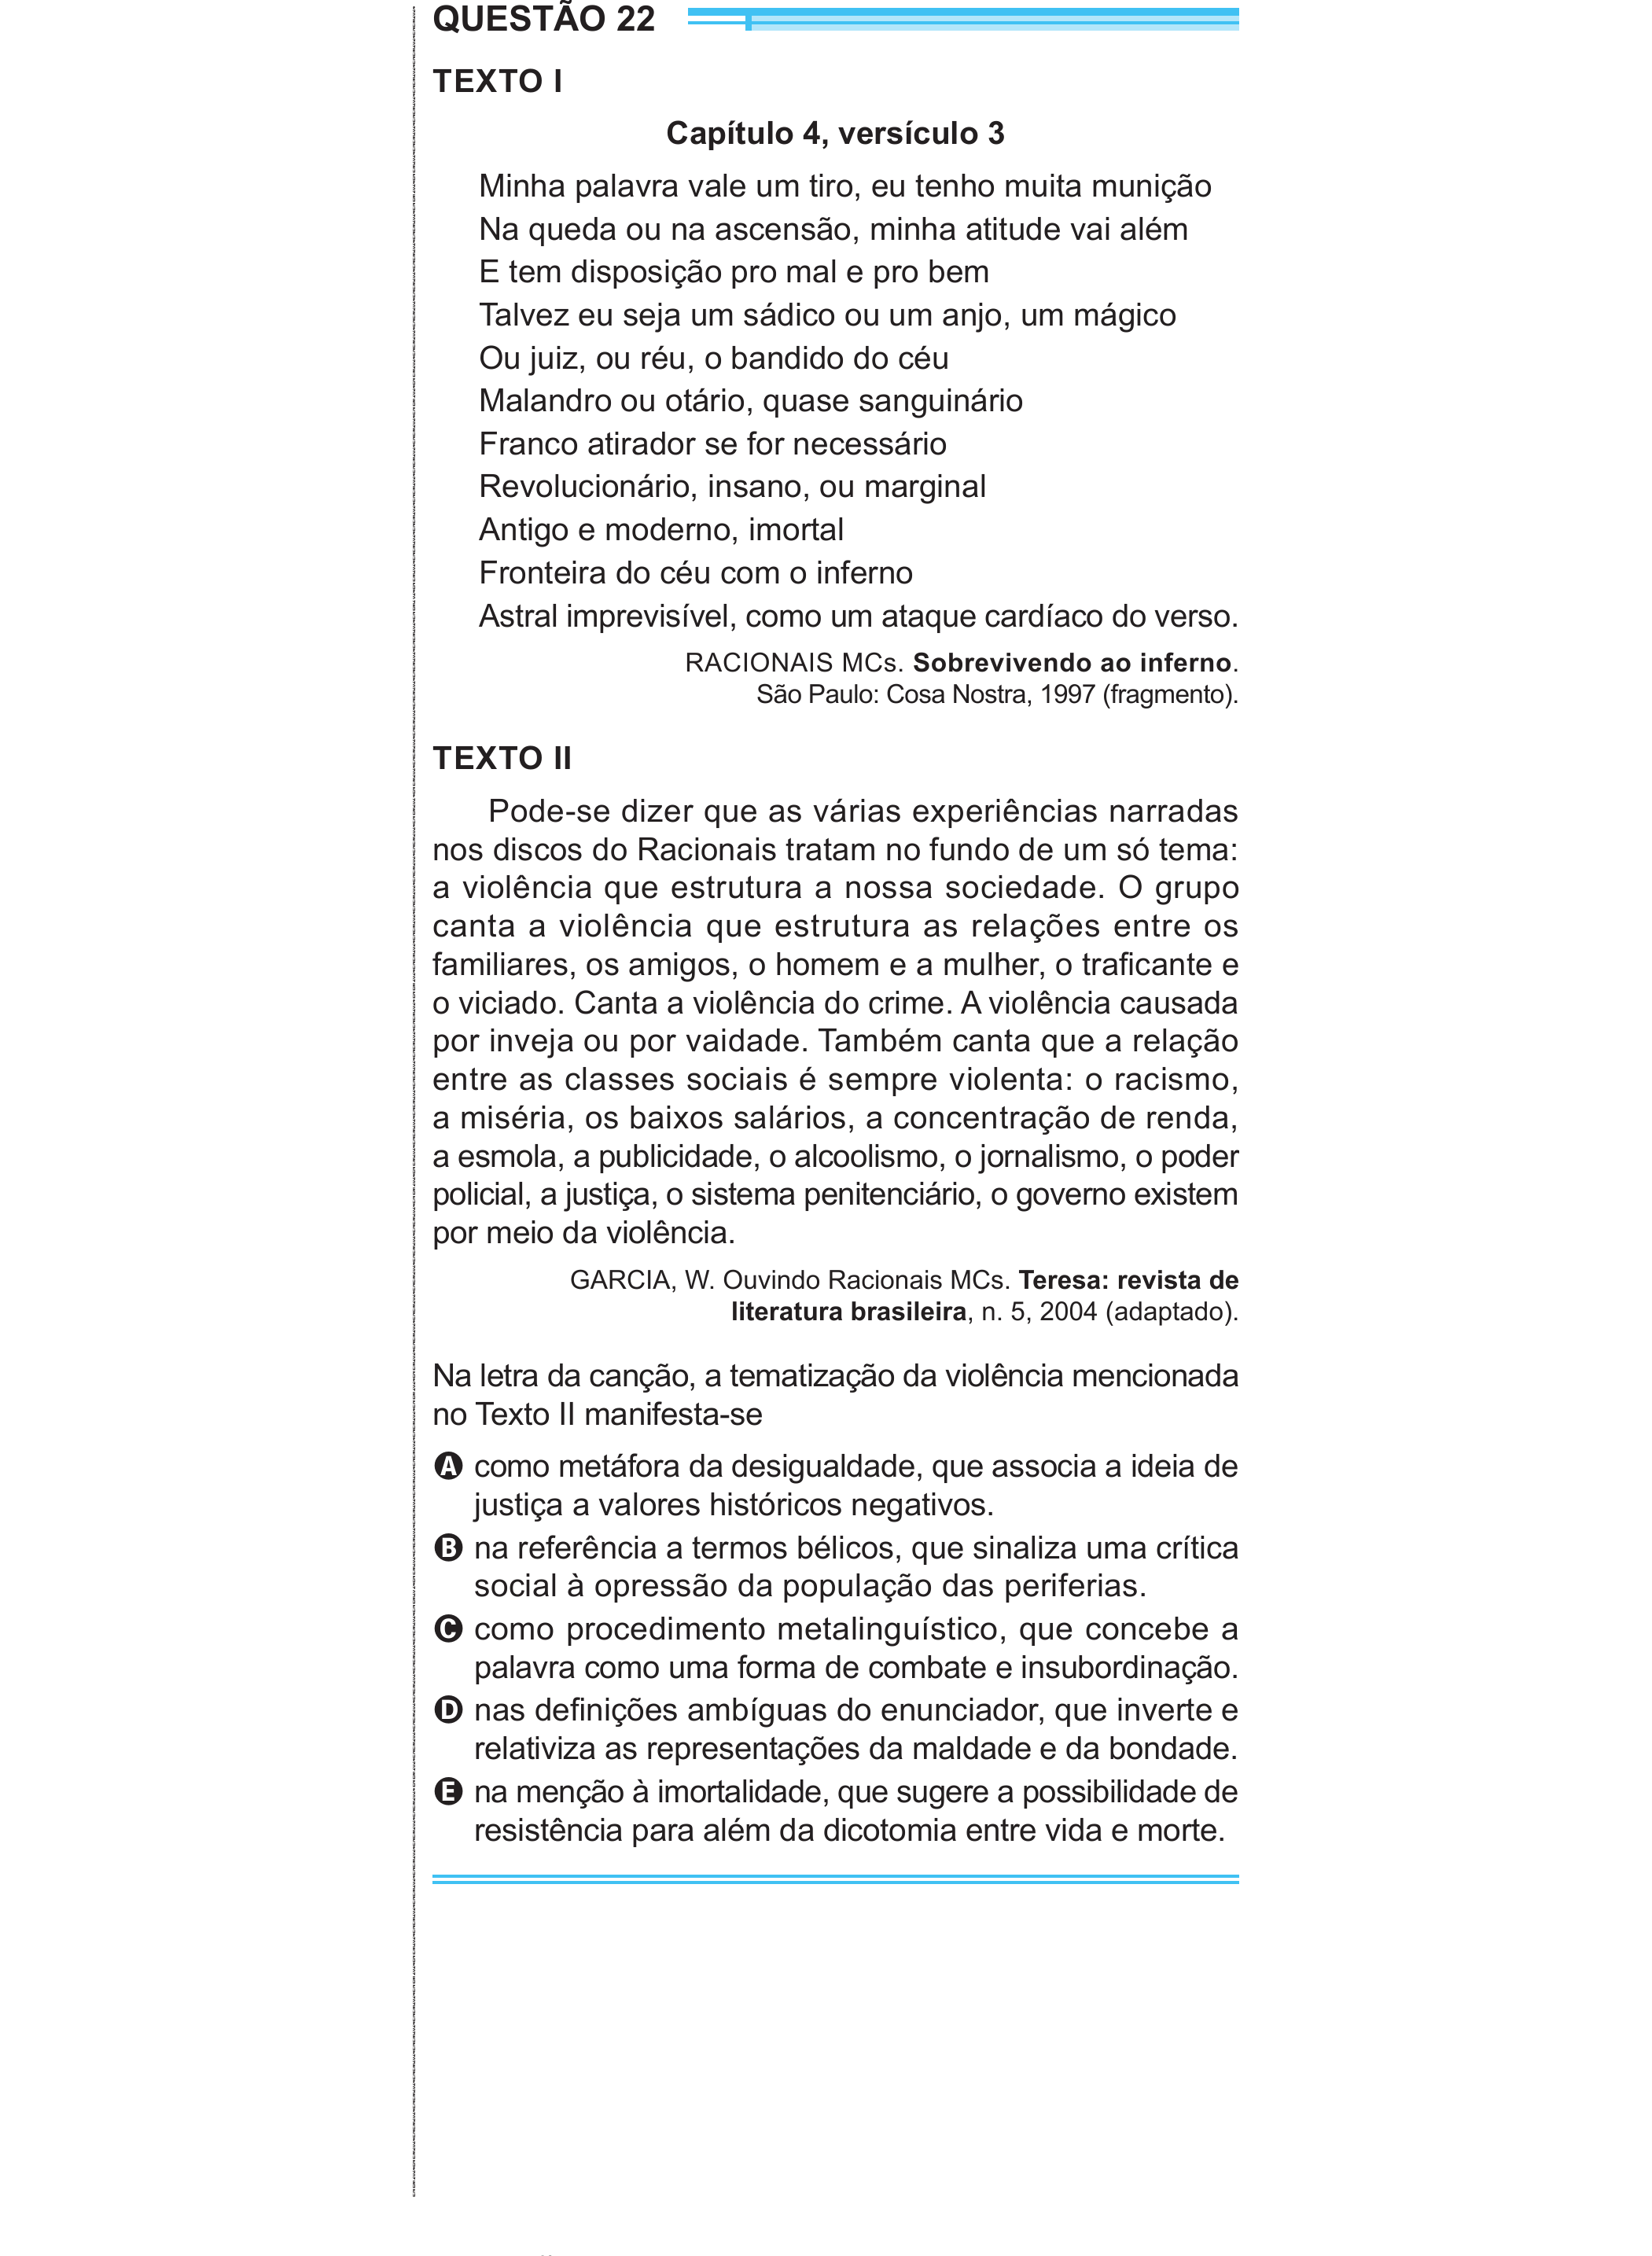 QUESTÃO 22
TEXTO I
Capítulo 4, versículo 3
Minha palavra vale um tiro, eu tenho muita munição
Na queda ou na ascensão, minha atitude vai além
E tem disposição pro mal e pro bem
Talvez eu seja um sádico ou um anjo, um mágico
Ou juiz, ou réu, o bandido do céu
Malandro ou otário, quase sanguinário
Franco atirador se for necessário
Revolucionário, insano, ou marginal
Antigo e moderno, imortal
Fronteira do céu com o inferno
Astral imprevisível, como um ataque cardíaco do verso.
RACIONAIS MCs. Sobrevivendo ao inferno.
São Paulo: Cosa Nostra, 1997 (fragmento).
TEXTO II
Pode-se dizer que as várias experiências narradas
nos discos do Racionais tratam no fundo de um só tema:
a violência que estrutura a nossa sociedade. O grupo
canta a violência que estrutura as relações entre os
familiares, os amigos, o homem e a mulher, o traficante e
o viciado. Canta a violência do crime. A violência causada
por inveja ou por vaidade. Também canta que a relação
entre as classes sociais é sempre violenta: o racismo,
a miséria, os baixos salários, a concentração de renda,
a esmola, a publicidade, o alcoolismo, o jornalismo, o poder
policial, a justiça, o sistema penitenciário, o governo existem
por meio da violência.
GARCIA, W. Ouvindo Racionais MCs. Teresa: revista de
literatura brasileira, n. 5, 2004 (adaptado).
Na letra da canção, a tematização da violência mencionada
no Texto II manifesta-se
A como metáfora da desigualdade, que associa a ideia de
justiça a valores históricos negativos.
B na referência a termos bélicos, que sinaliza uma crítica
social à opressão da população das periferias.
C como procedimento metalinguístico, que concebe a
palavra como uma forma de combate e insubordinação.
D nas definições ambíguas do enunciador, que inverte e
relativiza as representações da maldade e da bondade.
E na menção à imortalidade, que sugere a possibilidade de
resistência para além da dicotomia entre vida e morte.